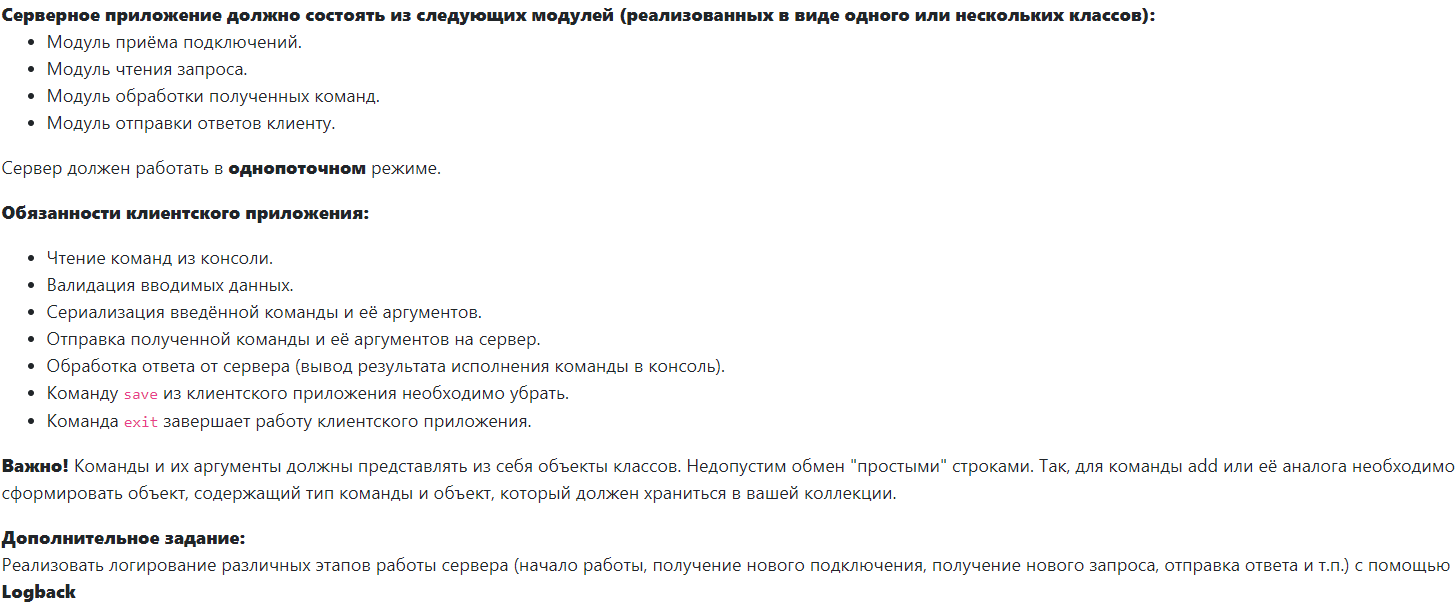 Серверное приложение должно состоять из следующих модулей (реализованных в виде одного или нескольких классов):
• Модуль приёма подключений.
• Модуль чтения запроса.
• Модуль обработки полученных команд.
• Модуль отправки ответов клиенту.
Сервер должен работать в однопоточном режиме.
Обязанности клиентского приложения:
• Чтение команд из консоли.
• Валидация вводимых данных.
• Сериализация введённой команды и её аргументов.
• Отправка полученной команды и её аргументов на сервер.
• Обработка ответа от сервера (вывод результата исполнения команды в консоль).
• Команду save из клиентского приложения необходимо убрать.
• Команда exit завершает работу клиентского приложения.
Важно! Команды и их аргументы должны представлять из себя объекты классов. Недопустим обмен "простыми" строками. Так, для команды add или её аналога необходимо
сформировать объект, содержащий тип команды и объект, который должен храниться в вашей коллекции.
Дополнительное задание:
Реализовать логирование различных этапов работы сервера (начало работы, получение нового подключения, получение нового запроса, отправка ответа и т.п.) с помощью
Logback